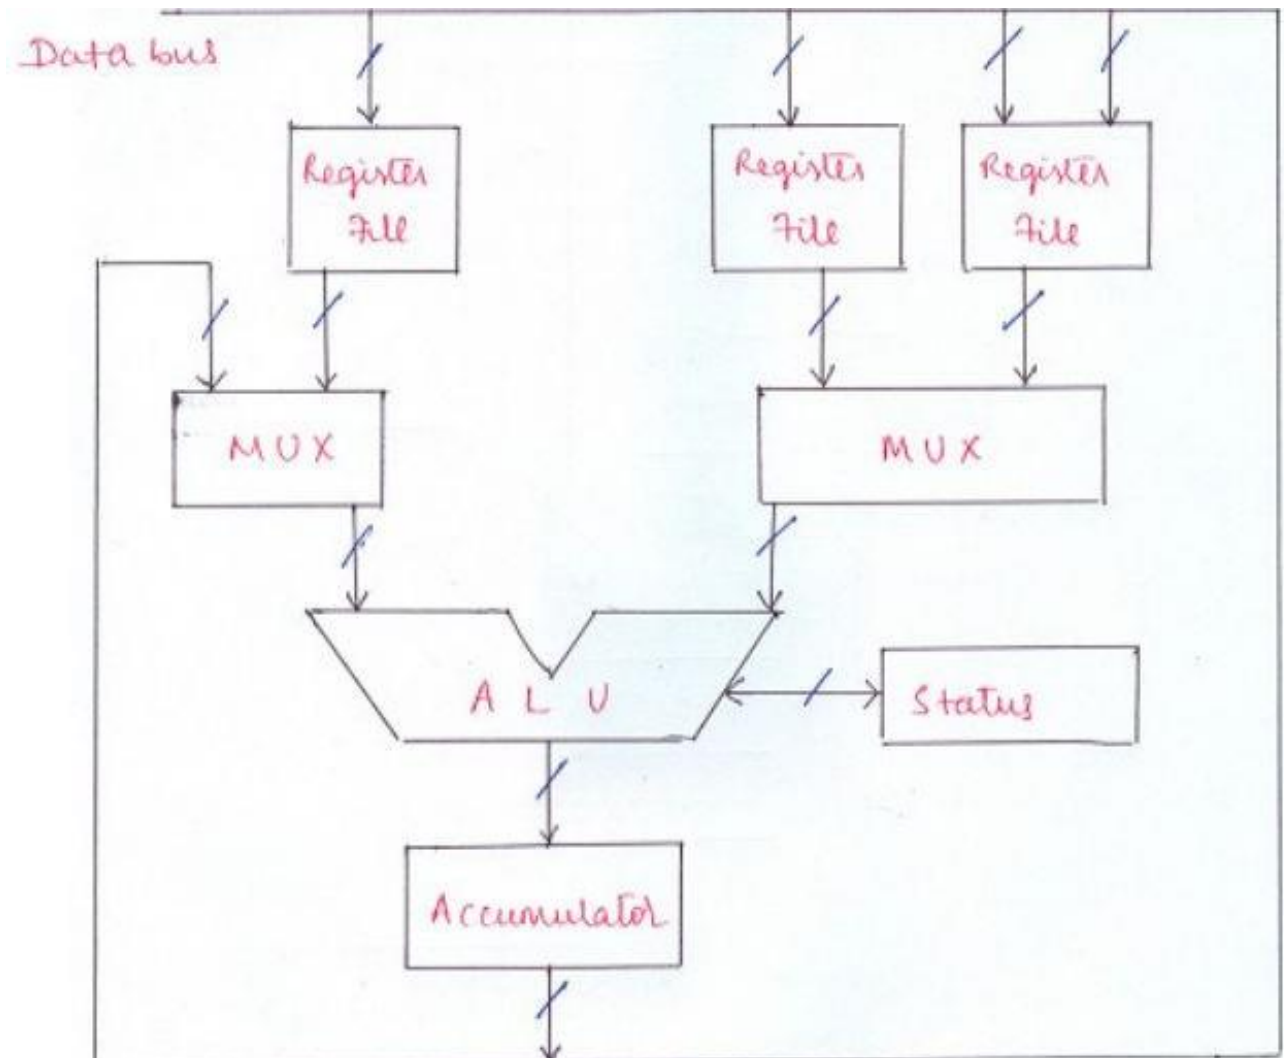 Data bus
Register
File
Register
File
Register
File
MUX
MUX
ALU
Status
Accumulator